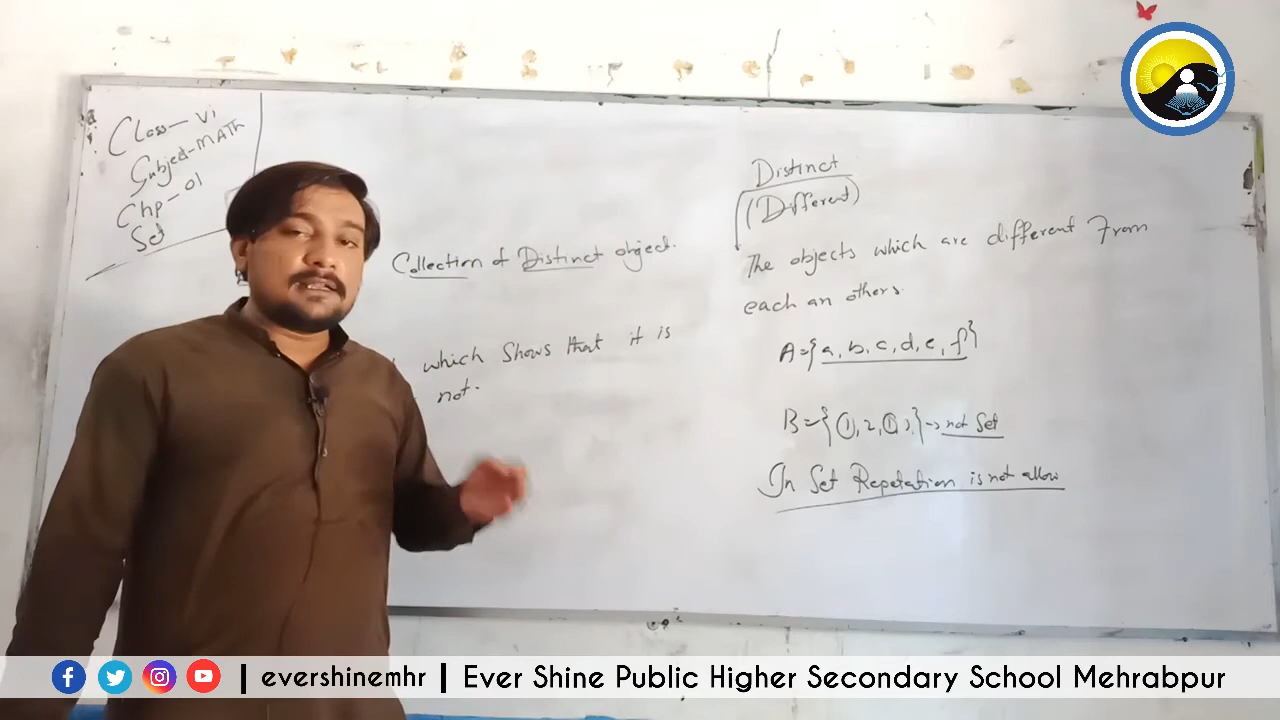 Class - VI
Subject - MATH
Chp - 01
Set
Collection of Distinct object.
which shows that it is
not.
Distinct
(Different)
The objects which are different From
each an others.
A={a, b, c, d, e, f}
B={1, 2, 1, } → not Set
In Set Repetation is not allow
| evershinemhr | Ever Shine Public Higher Secondary School Mehrabpur